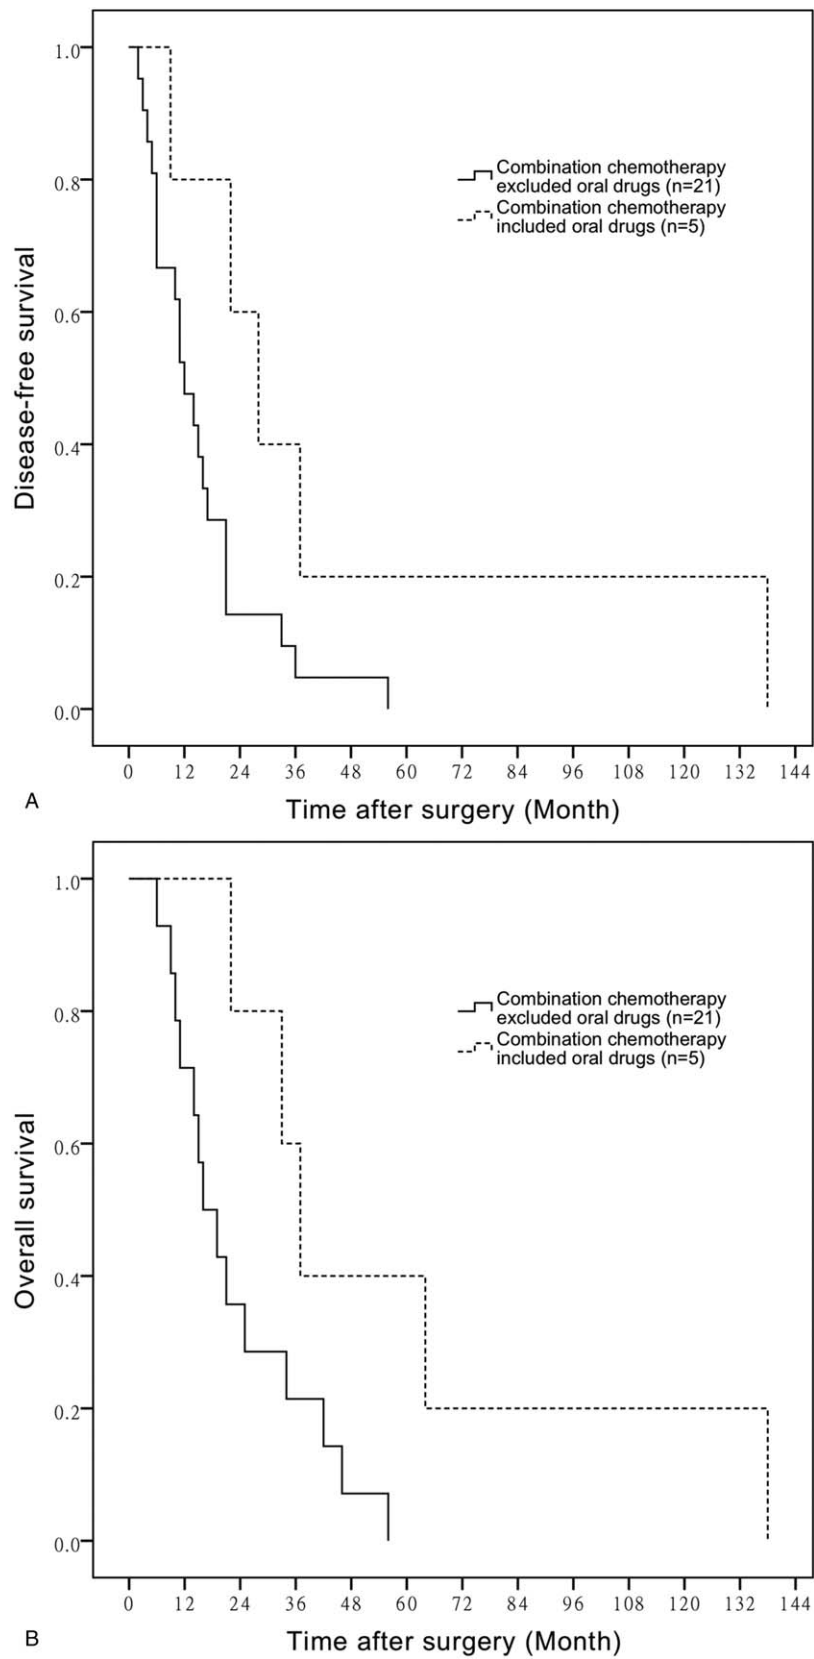 1.0
Combination chemotherapy
excluded oral drugs (n=21)
0.8
Combination chemotherapy
included oral drugs (n=5)
0.6
Disease-free survival
0.4
0.2
0.0
0 12 24 36 48 60 72 84 96 108 120 132 144
A
Time after surgery (Month)
1.0
Combination chemotherapy
excluded oral drugs (n=21)
0.8
Combination chemotherapy
included oral drugs (n=5)
0.6
Overall survival
0.4
0.2
0.0
0 12 24 36 48 60 72 84 96 108 120 132 144
B
Time after surgery (Month)